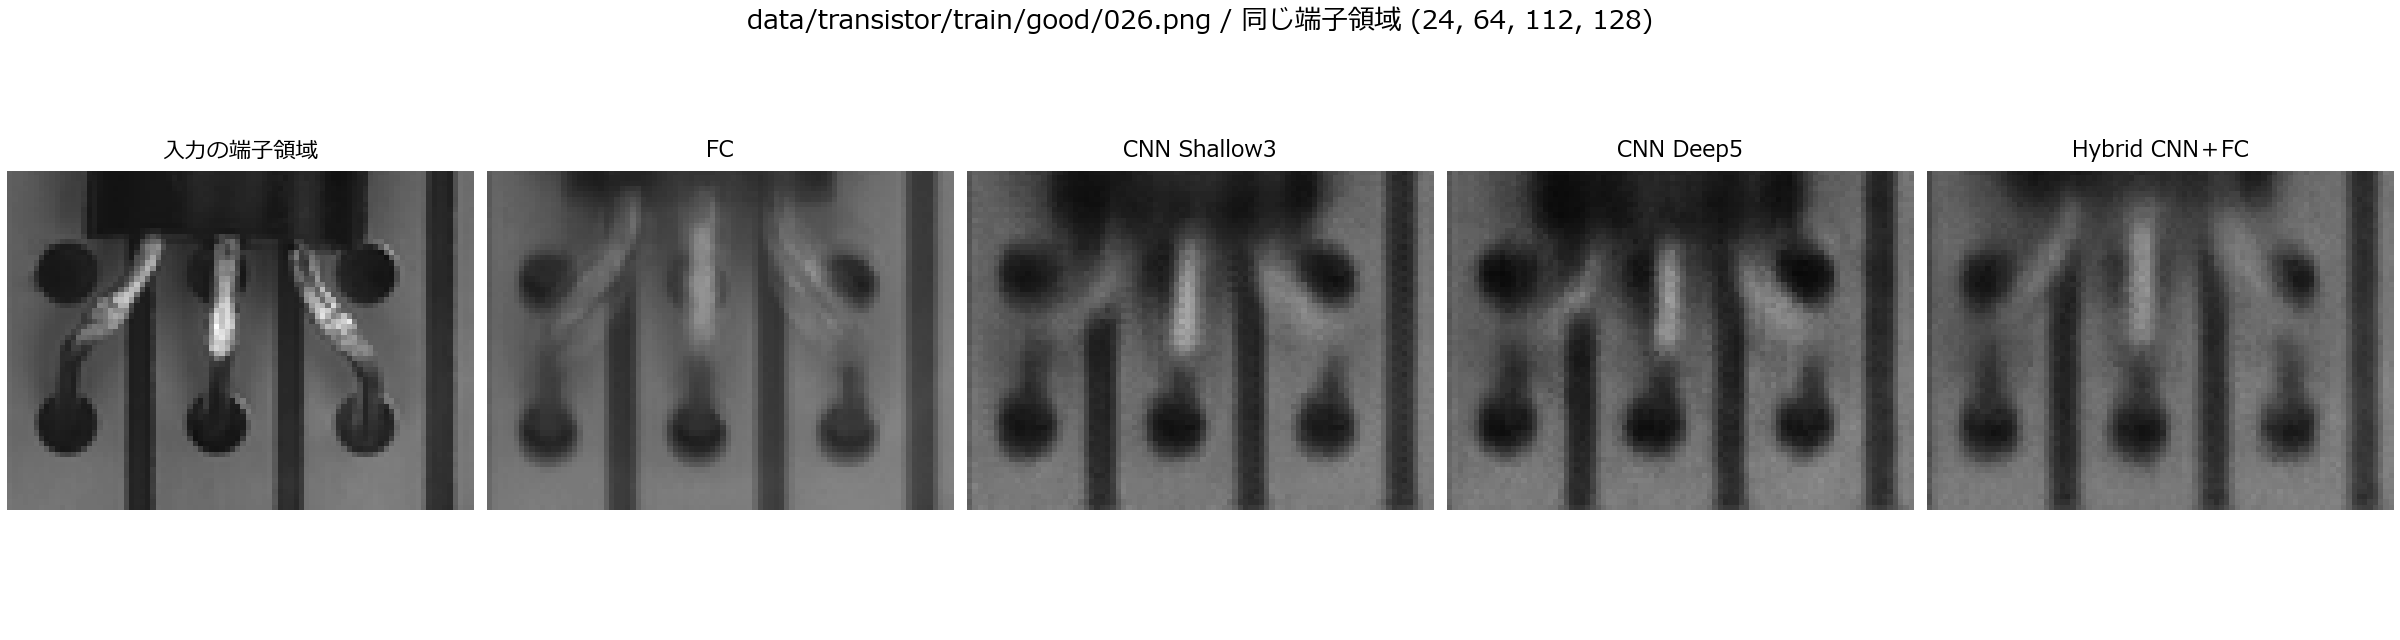 data/transistor/train/good/026.png / 同じ端子領域 (24, 64, 112, 128)
入力の端子領域
FC
CNN Shallow3
CNN Deep5
Hybrid CNN+FC